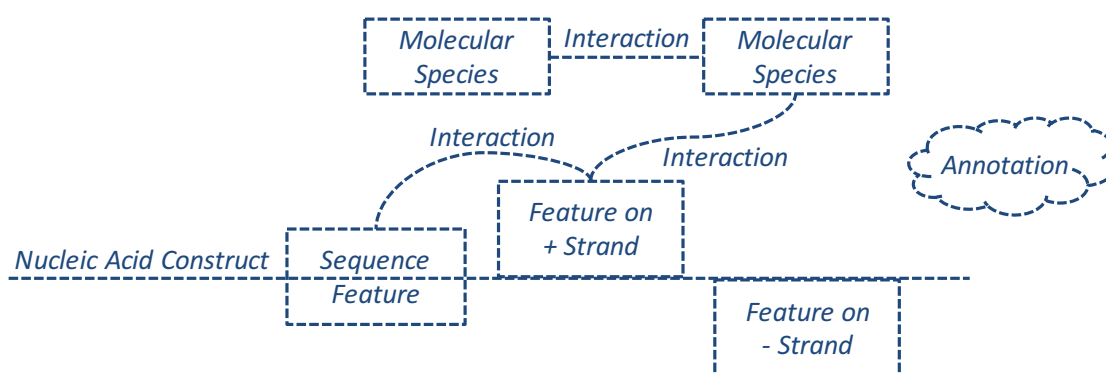 Molecular
Species
Interaction
Molecular
Species
Interaction
Interaction
Annotation
Feature on
+ Strand
Nucleic Acid Construct
Sequence
Feature
Feature on
- Strand